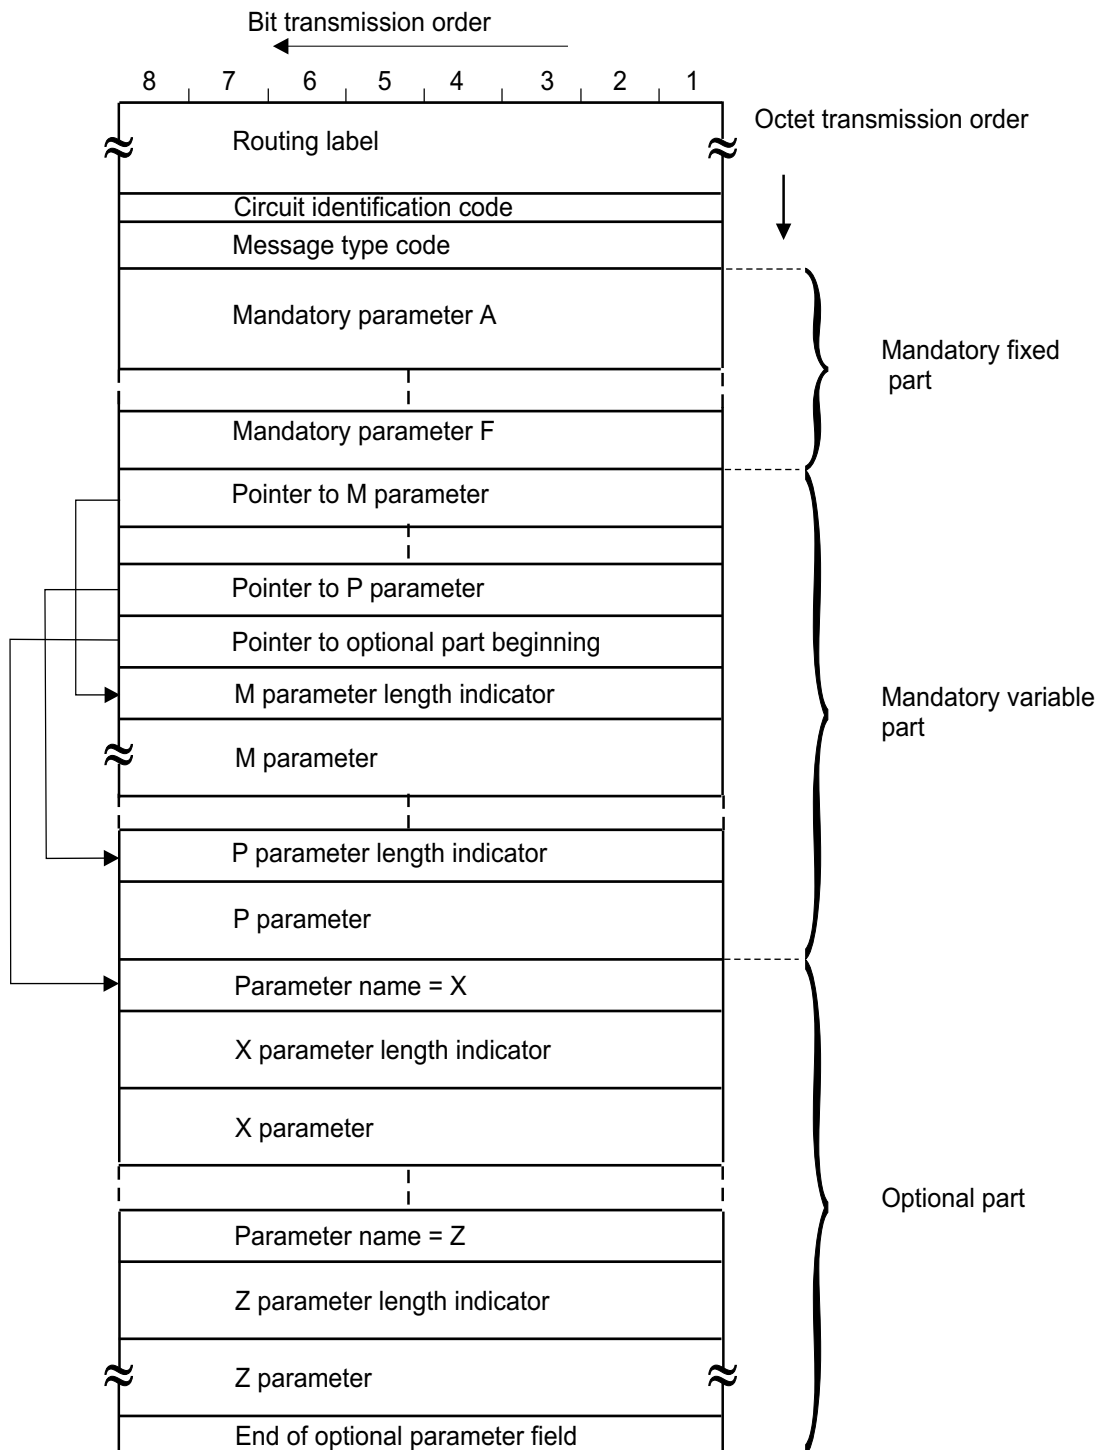 Bit transmission order
8 7 6 5 4 3 2 1
Octet transmission order
Routing label
Circuit identification code
Message type code
Mandatory parameter A
Mandatory fixed
part
Mandatory parameter F
Pointer to M parameter
Pointer to P parameter
Pointer to optional part beginning
M parameter length indicator
Mandatory variable
part
M parameter
P parameter length indicator
P parameter
Parameter name = X
X parameter length indicator
X parameter
Optional part
Parameter name = Z
Z parameter length indicator
Z parameter
End of optional parameter field